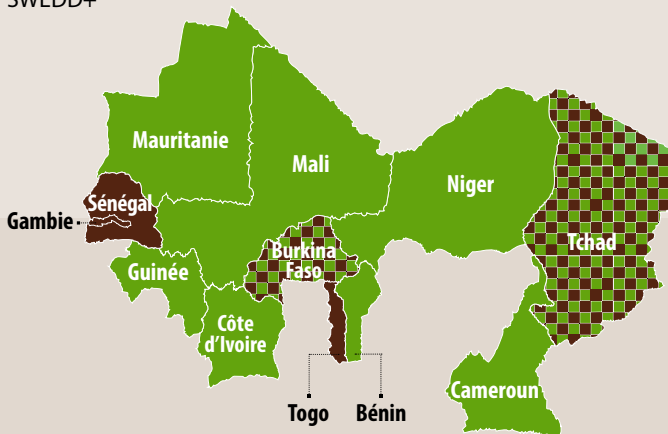 SWEDD+
Mauritanie
Mali
Niger
Sénégal
Gambie
Tchad
Burkina
Faso
Guinée
Côte
d'Ivoire
Cameroun
Togo
Bénin